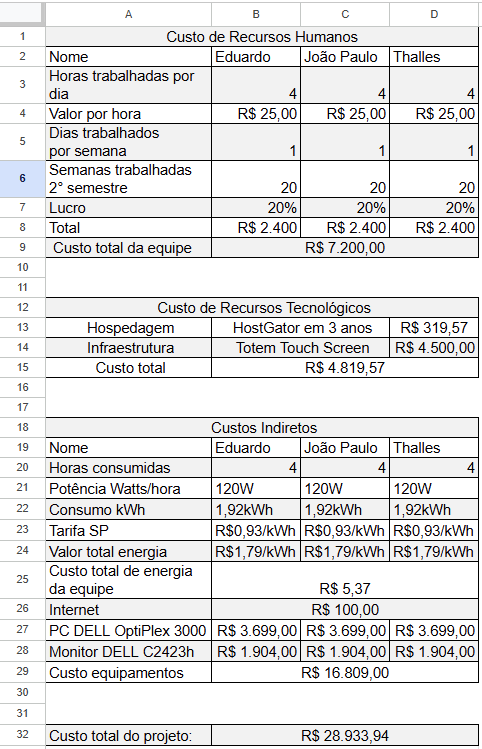 A B C D
1 Custo de Recursos Humanos
2 Nome Eduardo João Paulo Thalles
3 Horas trabalhadas por
dia 4 4 4
4 Valor por hora R$ 25,00 R$ 25,00 R$ 25,00
5 Dias trabalhados
por semana 1 1 1
6 Semanas trabalhadas
2° semestre 20 20 20
7 Lucro 20% 20% 20%
8 Total R$ 2.400 R$ 2.400 R$ 2.400
9 Custo total da equipe R$ 7.200,00
10
11
12 Custo de Recursos Tecnológicos
13 Hospedagem HostGator em 3 anos R$ 319,57
14 Infraestrutura Totem Touch Screen R$ 4.500,00
15 Custo total R$ 4.819,57
16
17
18 Custos Indiretos
19 Nome Eduardo João Paulo Thalles
20 Horas consumidas 4 4 4
21 Potência Watts/hora 120W 120W 120W
22 Consumo kWh 1,92kWh 1,92kWh 1,92kWh
23 Tarifa SP R$0,93/kWh R$0,93/kWh R$0,93/kWh
24 Valor total energia R$1,79/kWh R$1,79/kWh R$1,79/kWh
25 Custo total de energia
da equipe R$ 5,37
26 Internet R$ 100,00
27 PC DELL OptiPlex 3000 R$ 3.699,00 R$ 3.699,00 R$ 3.699,00
28 Monitor DELL C2423h R$ 1.904,00 R$ 1.904,00 R$ 1.904,00
29 Custo equipamentos R$ 16.809,00
30
31
32 Custo total do projeto: R$ 28.933,94